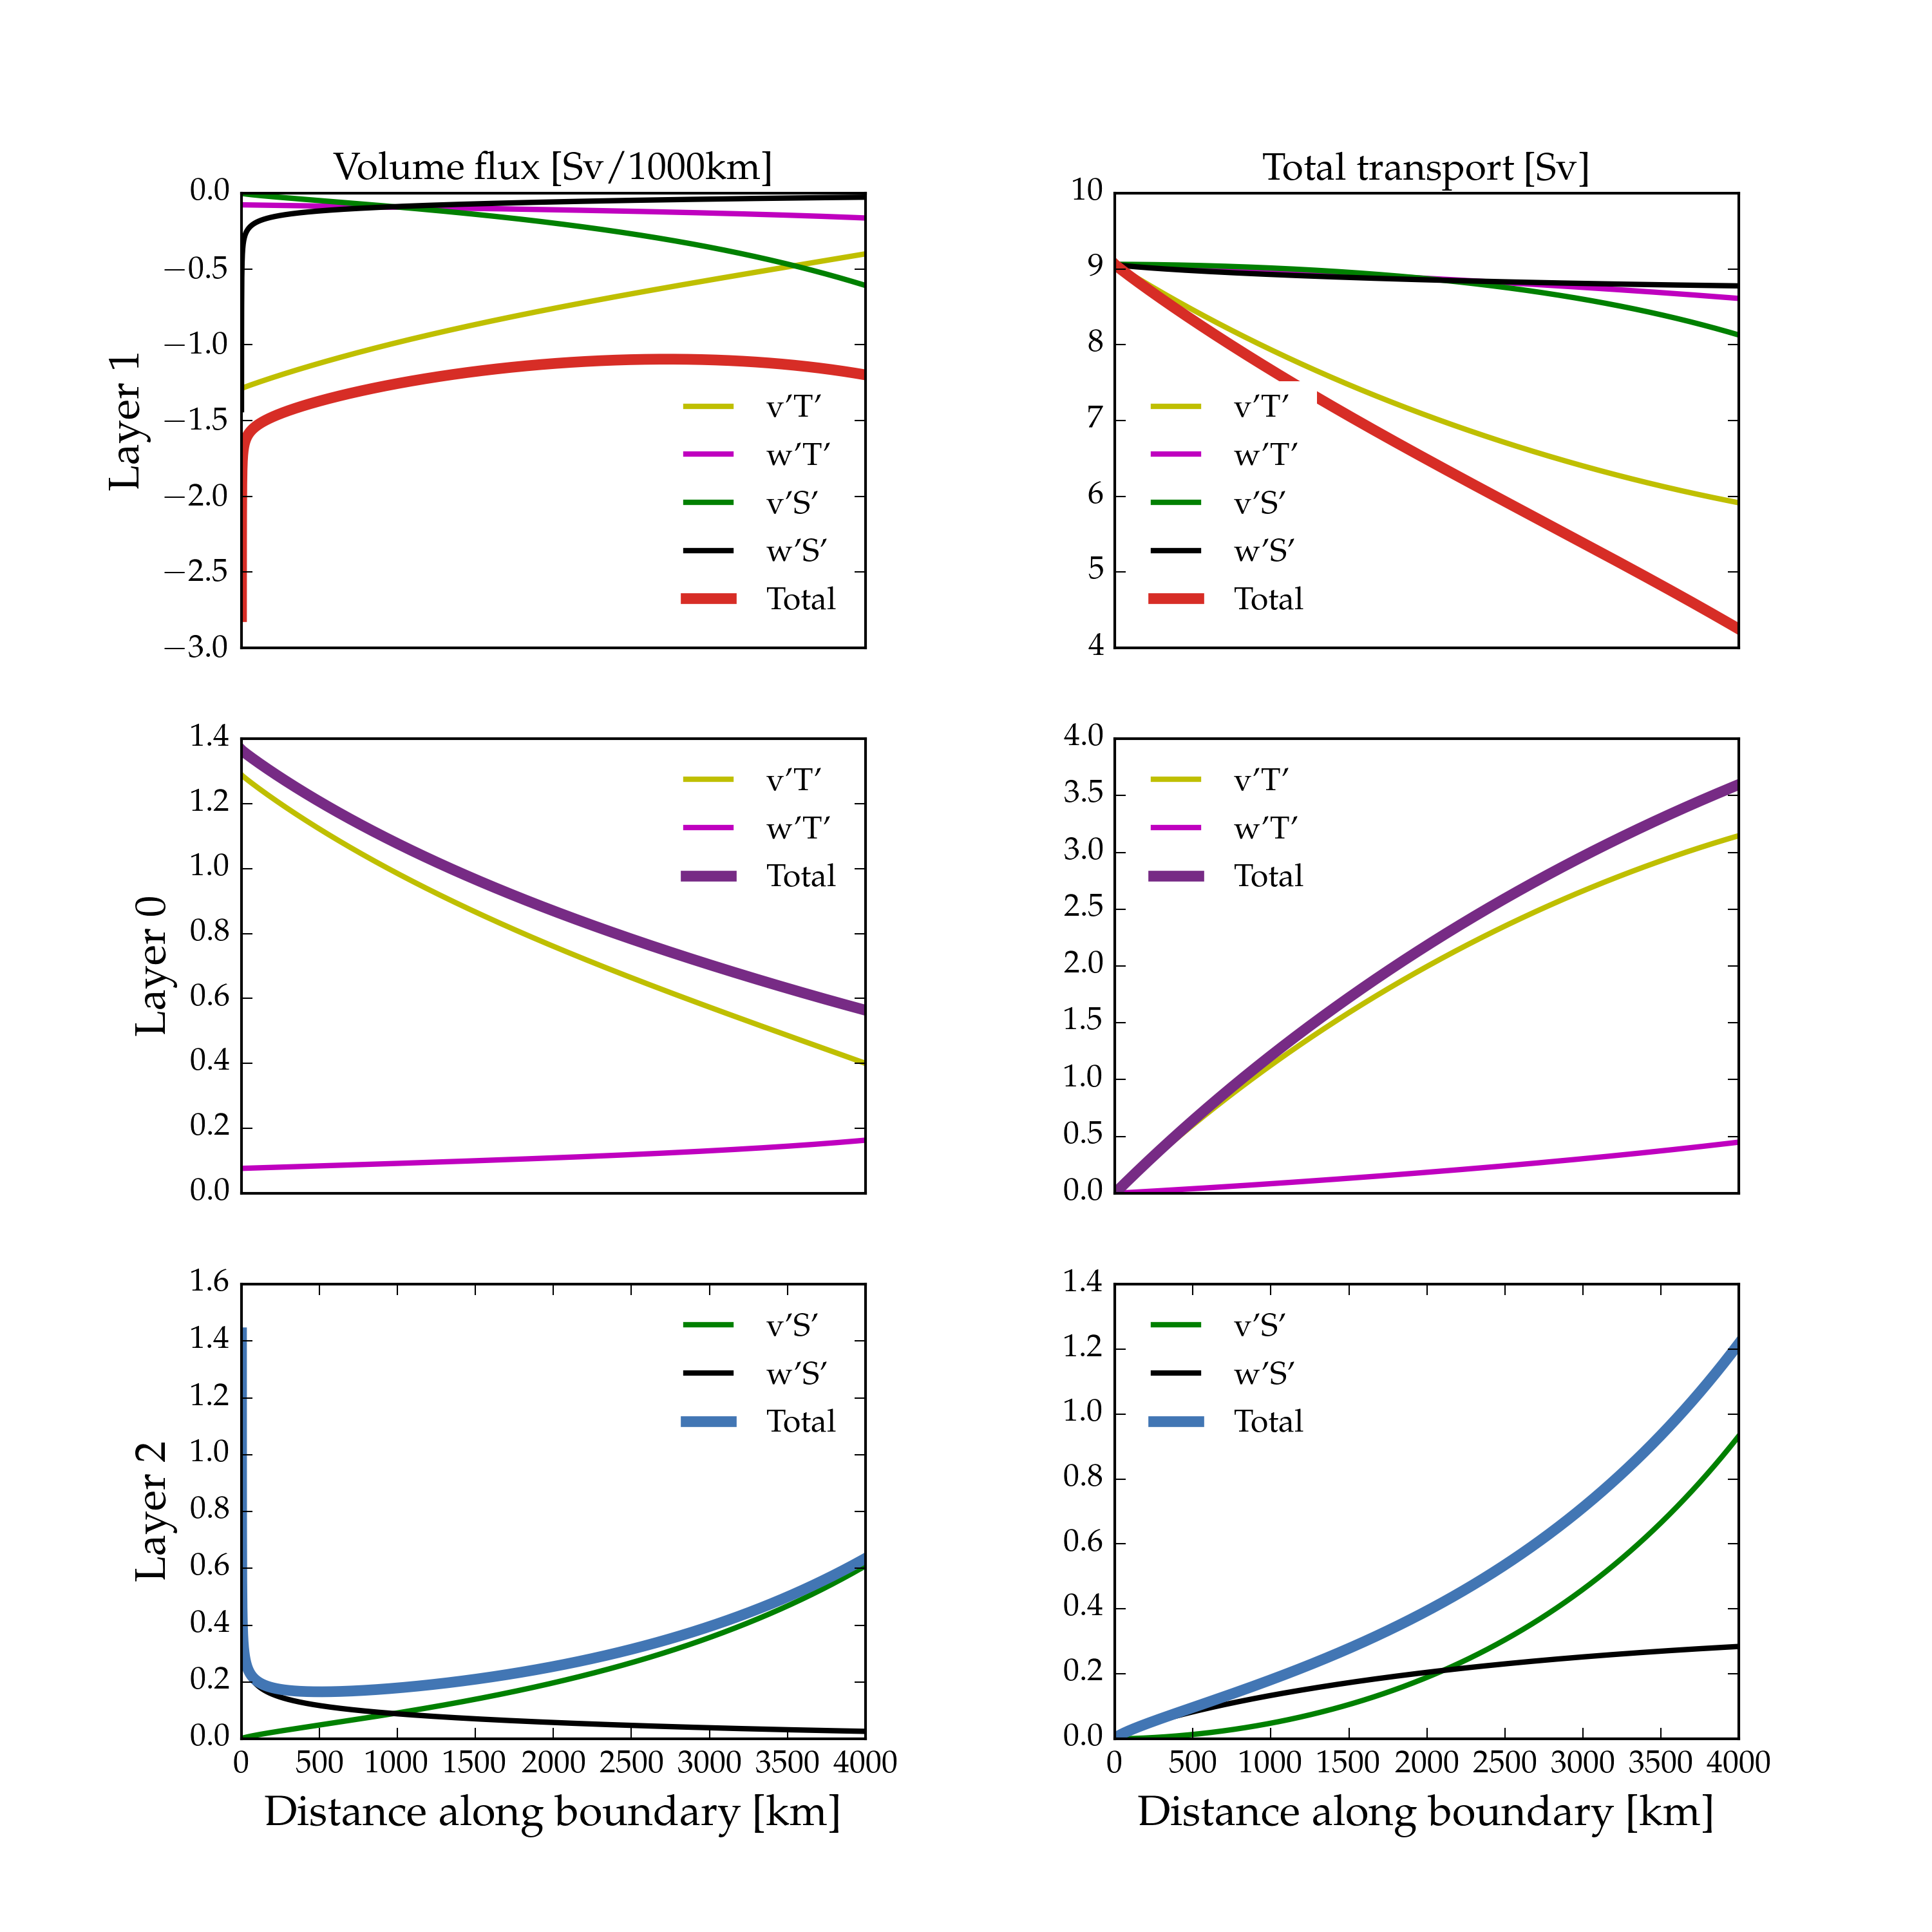 Volume flux [Sv/1000km]
Layer 1
0.0
−0.5
−1.0
−1.5
−2.0
−2.5
−3.0
v'T'
w'T'
v'S'
w'S'
Total
Total transport [Sv]
10
9
8
7
6
5
4
v'T'
w'T'
v'S'
w'S'
Total
Layer 0
1.4
1.2
1.0
0.8
0.6
0.4
0.2
0.0
v'T'
w'T'
Total
4.0
3.5
3.0
2.5
2.0
1.5
1.0
0.5
0.0
v'T'
w'T'
Total
Layer 2
1.6
1.4
1.2
1.0
0.8
0.6
0.4
0.2
0.0
v'S'
w'S'
Total
0 500 1000 1500 2000 2500 3000 3500 4000
Distance along boundary [km]
1.4
1.2
1.0
0.8
0.6
0.4
0.2
0.0
v'S'
w'S'
Total
0 500 1000 1500 2000 2500 3000 3500 4000
Distance along boundary [km]